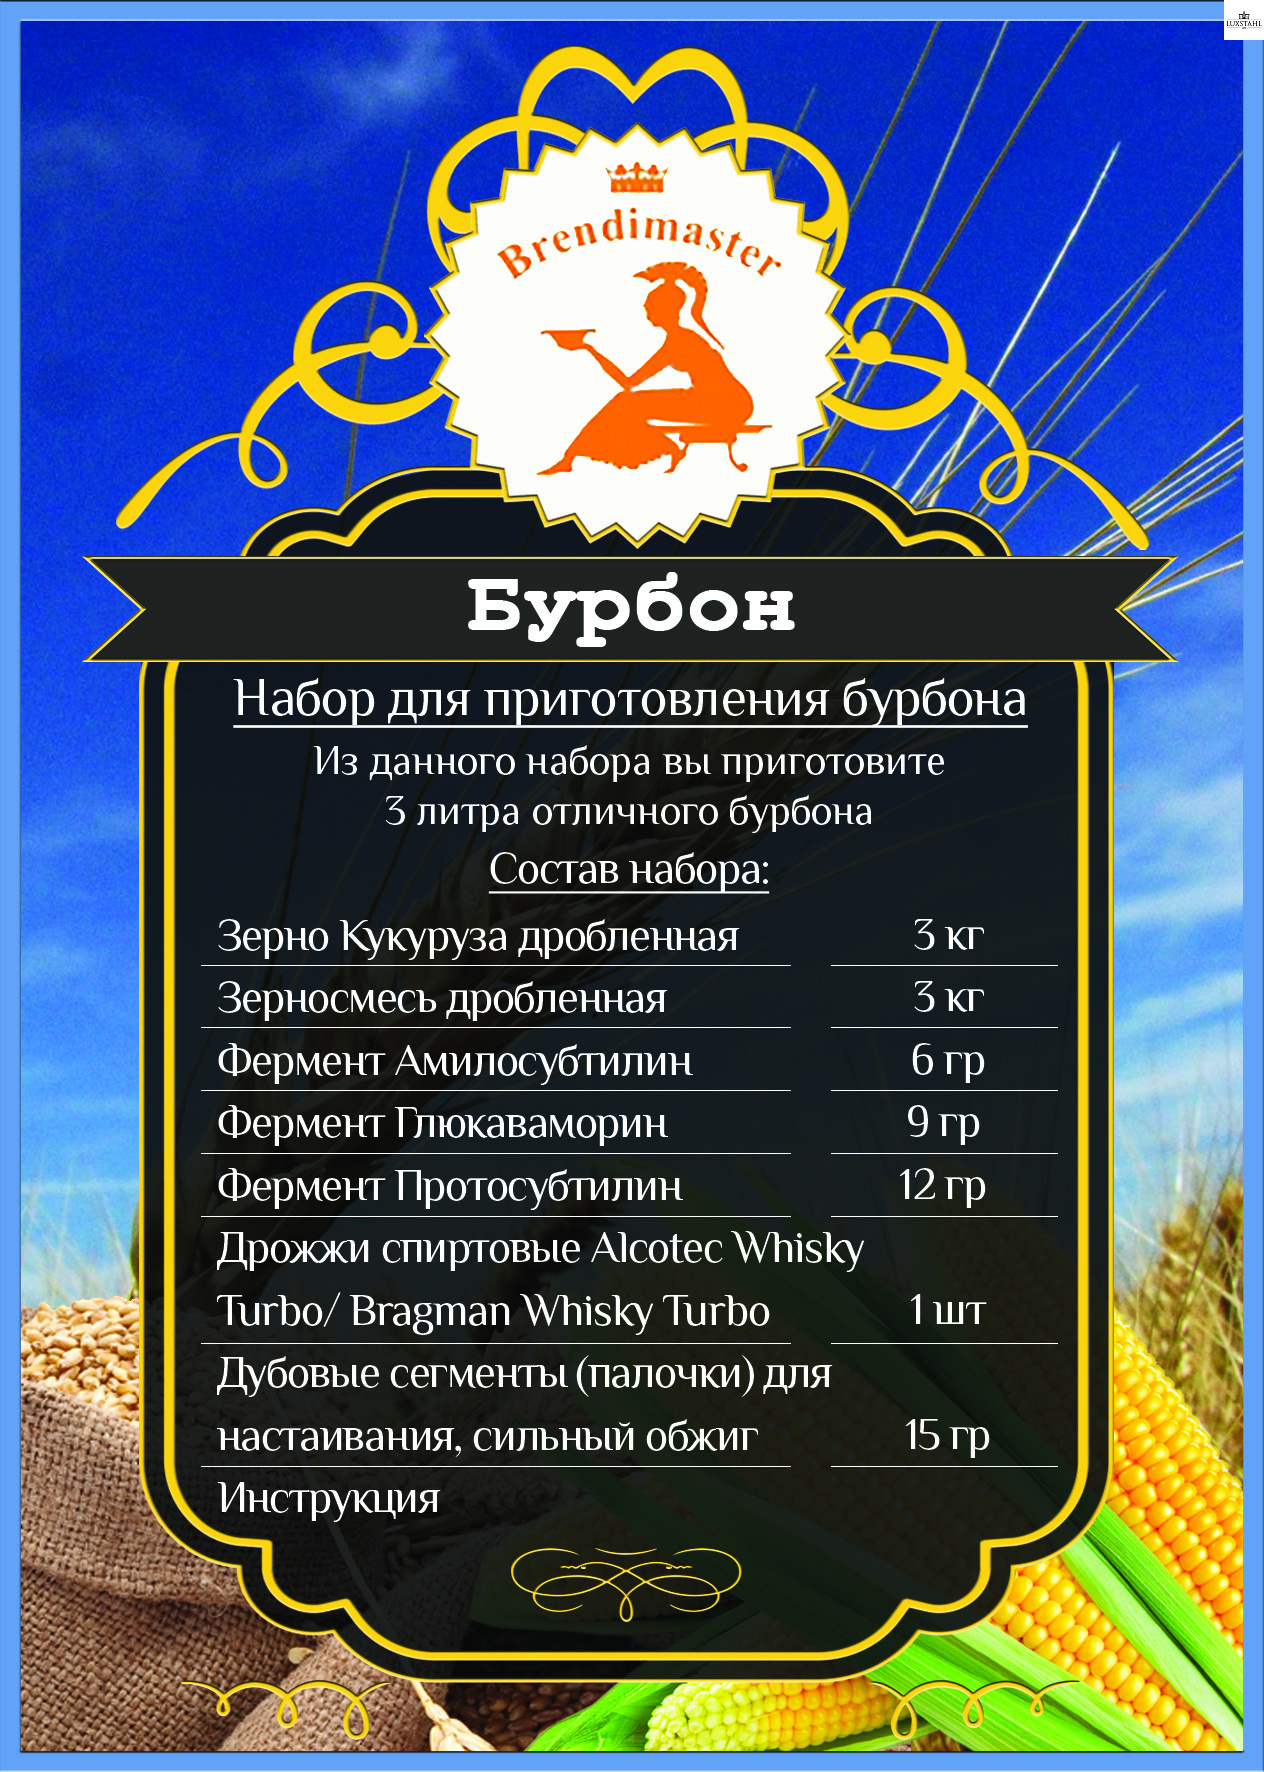 LUXSTAHL
Brendimaster
Бурбон
Набор для приготовления бурбона
Из данного набора вы приготовите
3 литра отличного бурбона
Состав набора:
Зерно Кукуруза дробленная 3 кг
Зерносмесь дробленная 3 кг
Фермент Амилосубтилин 6 гр
Фермент Глюкаваморин 9 гр
Фермент Протосубтилин 12 гр
Дрожжи спиртовые Alcotec Whisky
Turbo/ Bragman Whisky Turbo 1 шт
Дубовые сегменты (палочки) для
настаивания, сильный обжиг 15 гр
Инструкция